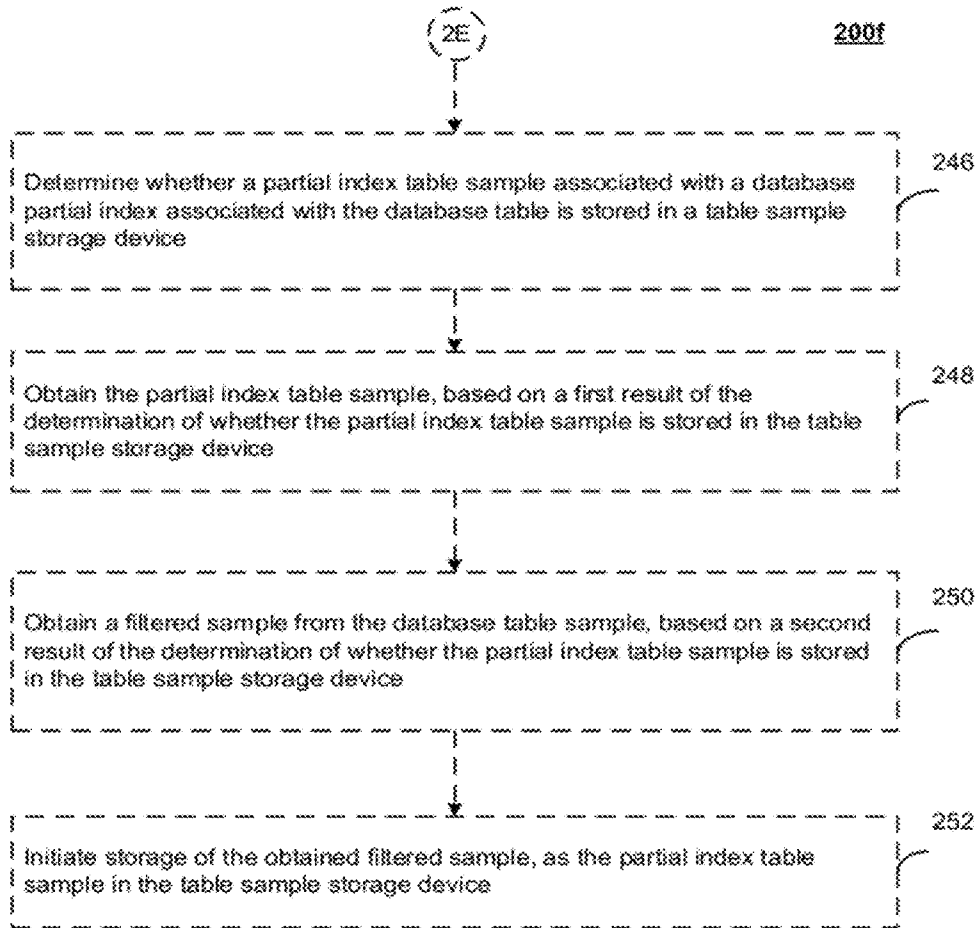 2E
200f
246
Determine whether a partial index table sample associated with a database
partial index associated with the database table is stored in a table sample
storage device
248
Obtain the partial index table sample, based on a first result of the
determination of whether the partial index table sample is stored in the table
sample storage device
250
Obtain a filtered sample from the database table sample, based on a second
result of the determination of whether the partial index table sample is stored
in the table sample storage device
252
Initiate storage of the obtained filtered sample, as the partial index table
sample in the table sample storage device